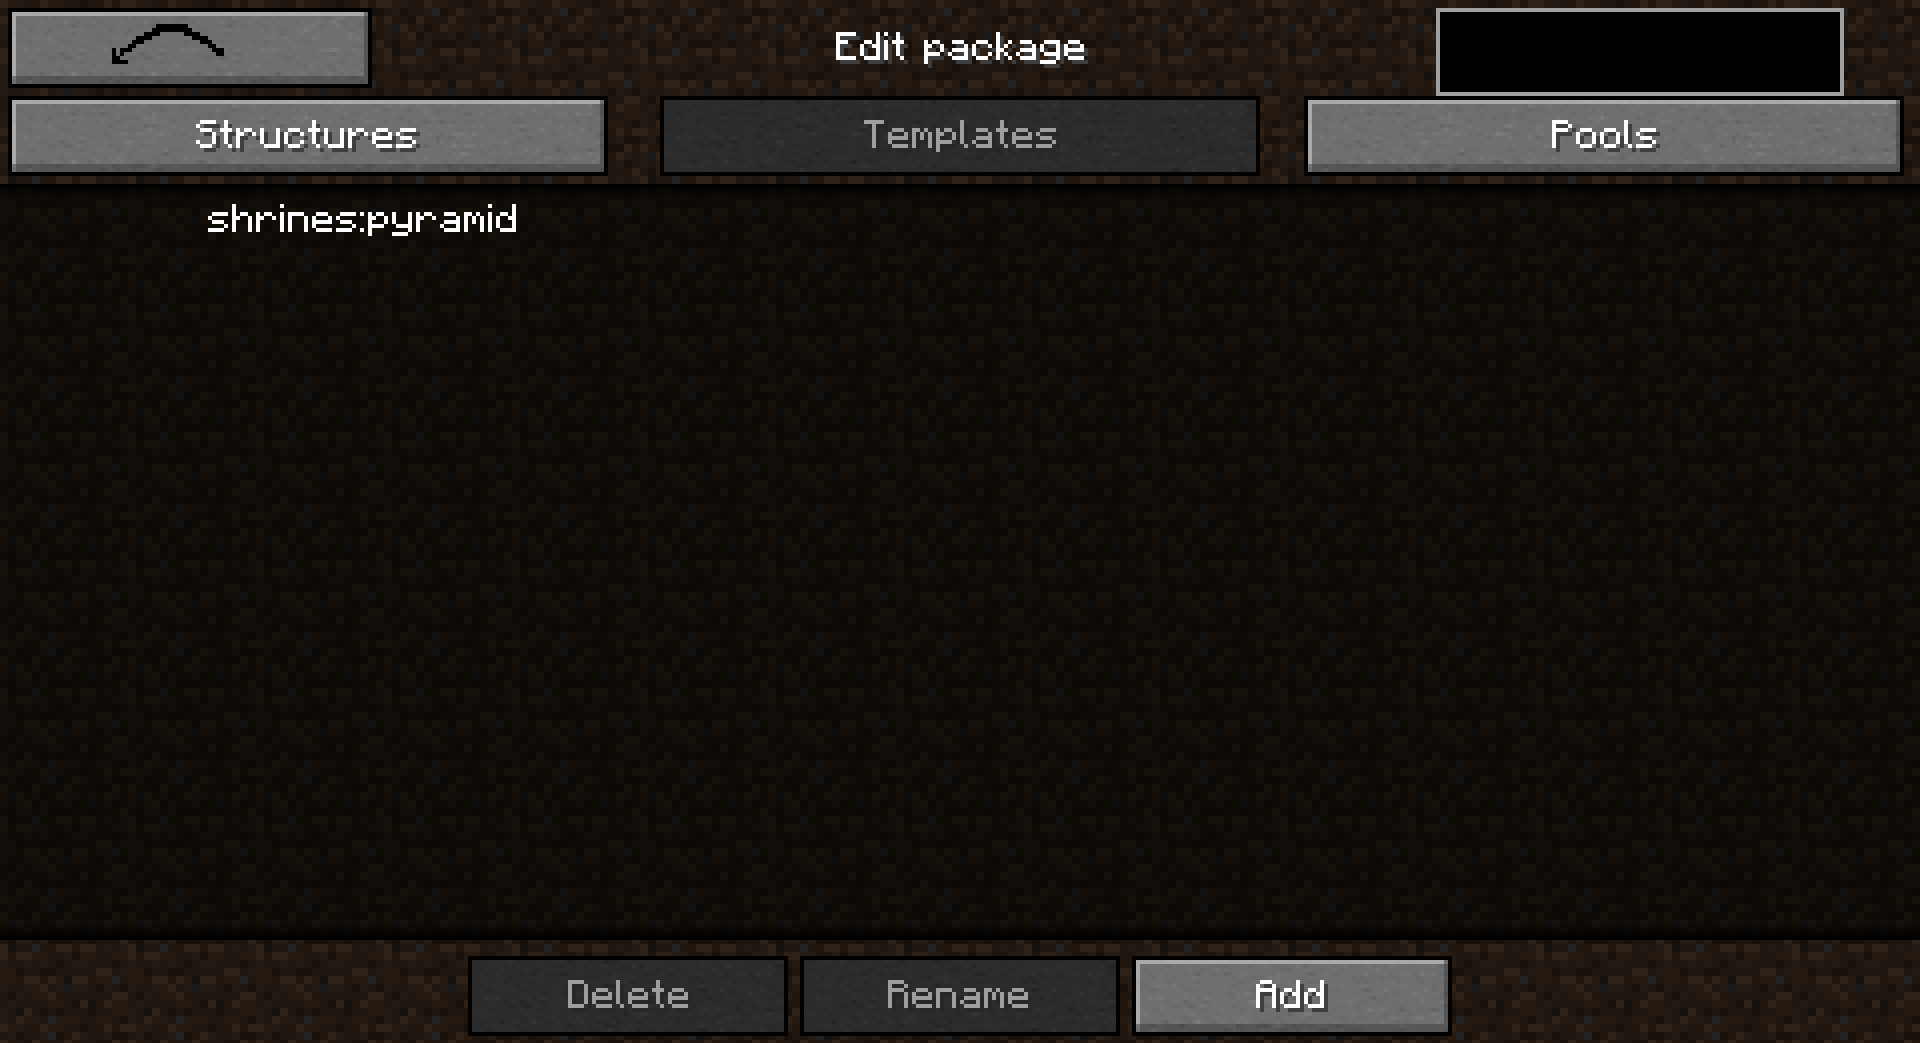 Edit package
Structures
Templates
Pools
shrines:pyramid
Delete
Rename
Add